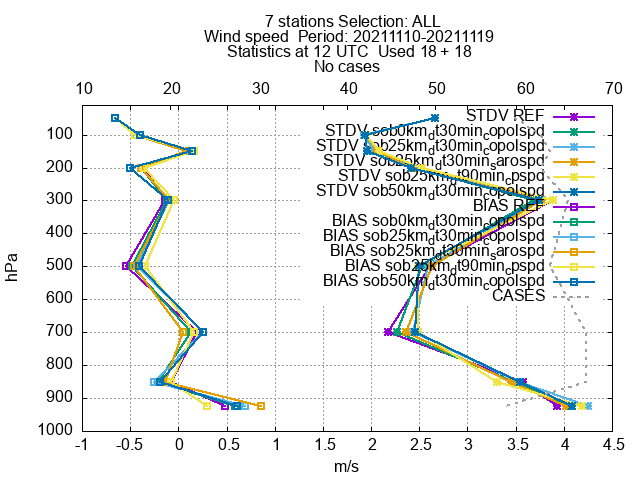 7 stations Selection: ALL
Wind speed  Period: 20211110-20211119
Statistics at 12 UTC  Used 18 + 18
No cases
10 20 30 40 50 60 70
STDV REF
STDV sob0km_dt30min_copolspd
STDV sob25km_dt30min_copolspd
STDV sob25km_dt30min_sarospd
STDV sob25km_dt90min_cpspd
STDV sob50km_dt30min_copolspd
BIAS REF
BIAS sob0km_dt30min_copolspd
BIAS sob25km_dt30min_copolspd
BIAS sob25km_dt30min_sarospd
BIAS sob25km_dt90min_cpspd
BIAS sob50km_dt30min_copolspd
CASES
100
200
300
400
500
600
700
800
900
1000
hPa
-1 -0.5 0 0.5 1 1.5 2 2.5 3 3.5 4 4.5
m/s